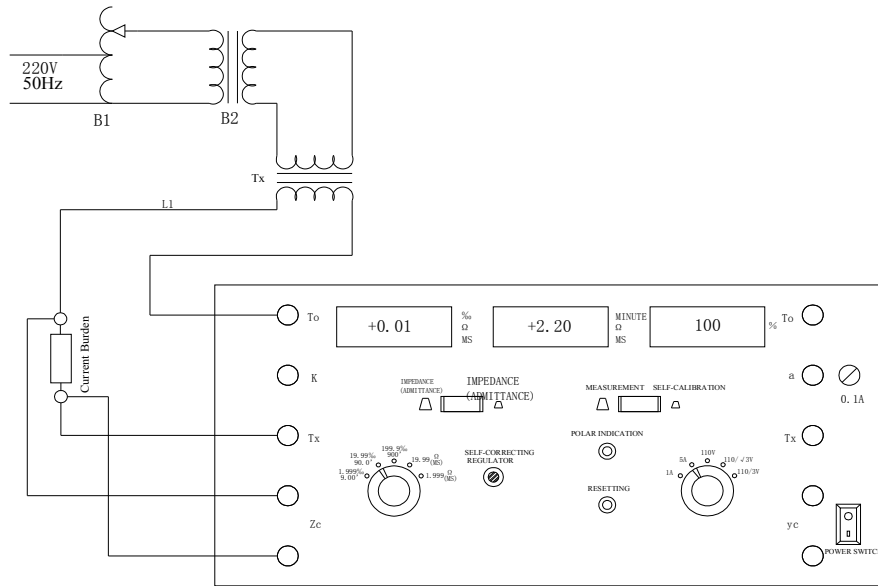 220V
50Hz
B1
B2
Tx
L1
Current Burden
To
K
Tx
Zc
+0.01
‰
Ω
MS
+2.20
MINUTE
Ω
MS
100
%
To
a
Tx
yc
0.1A
IMPEDANCE
(ADMITTANCE)
IMPEDANCE
(ADMITTANCE)
MEASUREMENT SELF-CALIBRATION
POLAR INDICATION
SELF-CORRECTING
REGULATOR
RESETTING
1.999‰
9.00'
19.99‰
90.0'
199.9‰
900'
19.99 Ω
(MS)
1.999 Ω
(MS)
1A
5A
110V
110/√3V
110/3V
POWER SWITCH